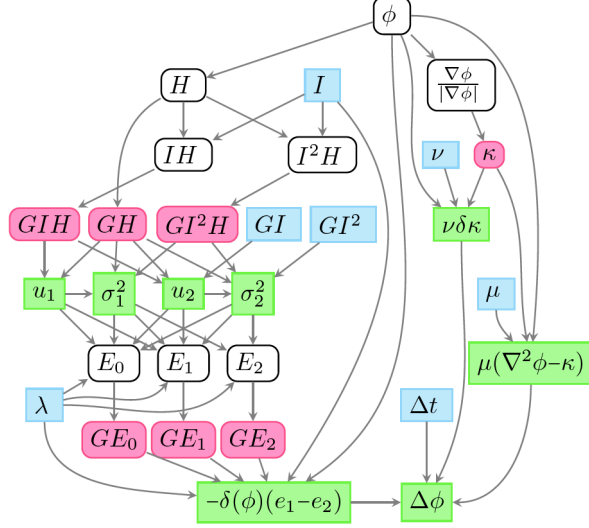 ϕ
H I ∇ϕ/|∇ϕ|
IH I²H ν κ
GIH GH GI²H GI GI² νδκ
u₁ σ₁² u₂ σ₂² μ
E₀ E₁ E₂ μ(∇²ϕ–κ)
λ Δt
GE₀ GE₁ GE₂
–δ(ϕ)(e₁–e₂) Δϕ